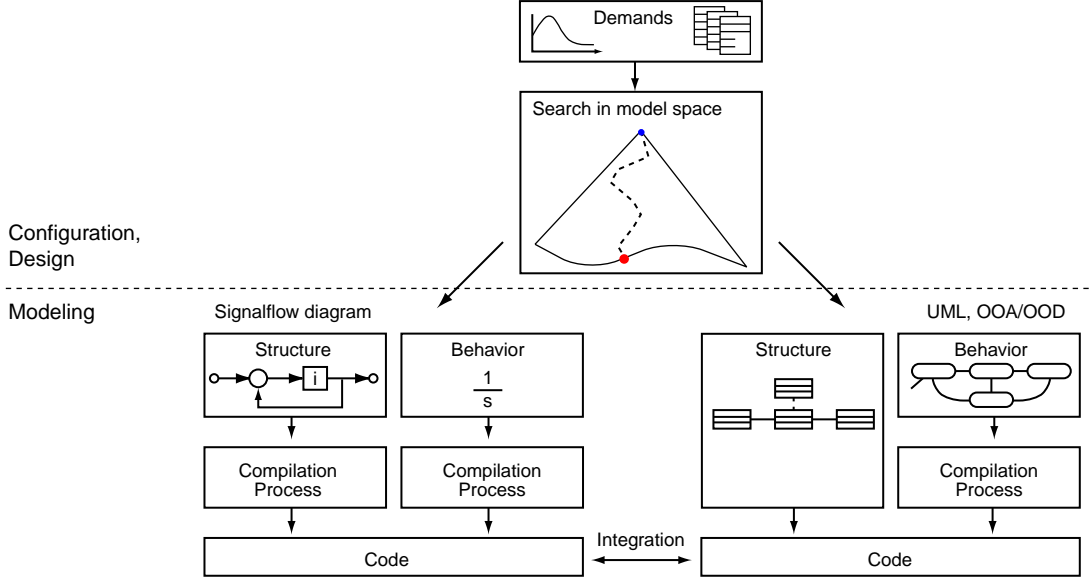 Demands
Search in model space
Configuration,
Design
Modeling
Signalflow diagram
UML, OOA/OOD
Structure
Behavior
Structure
Behavior
i
1
s
Compilation
Process
Compilation
Process
Compilation
Process
Code
Integration
Code